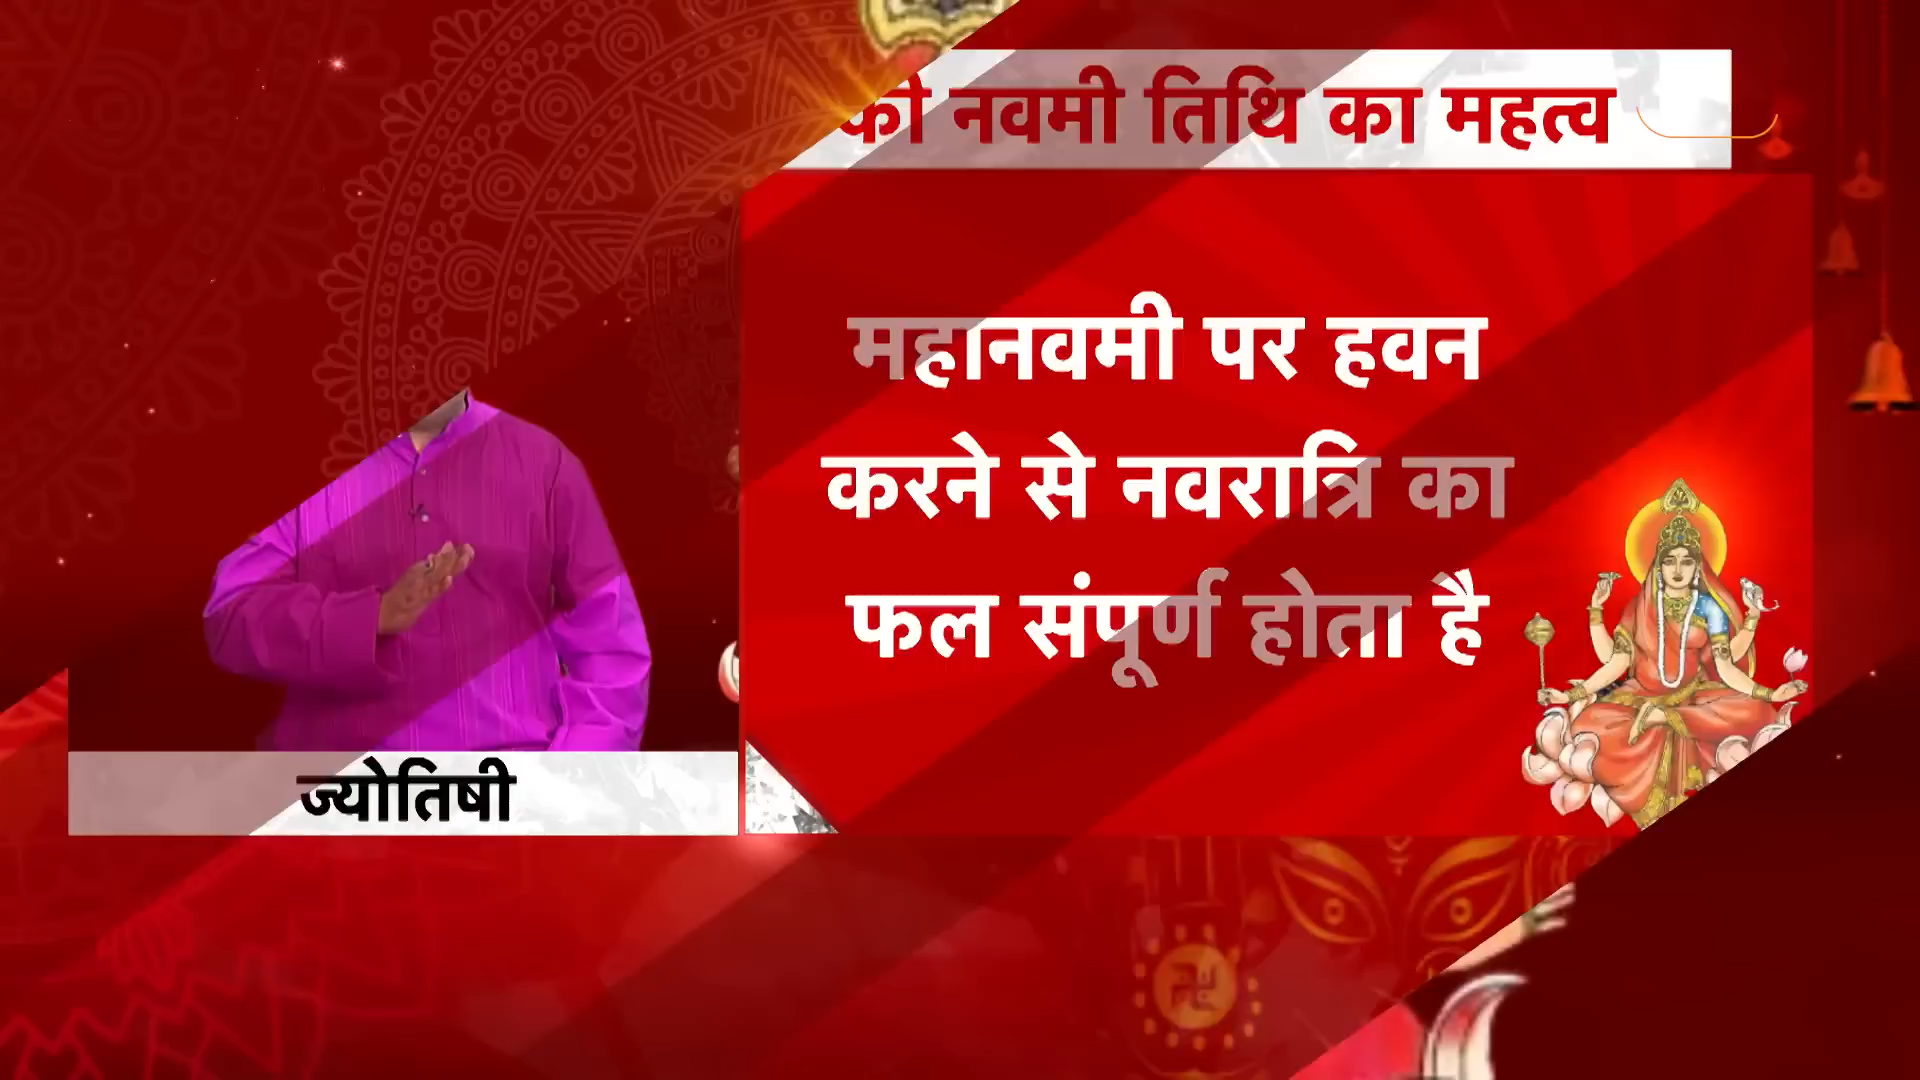 की नवमी तिथि का महत्व
महानवमी पर हवन
करने से नवरात्रि का
फल संपूर्ण होता है
ज्योतिषी